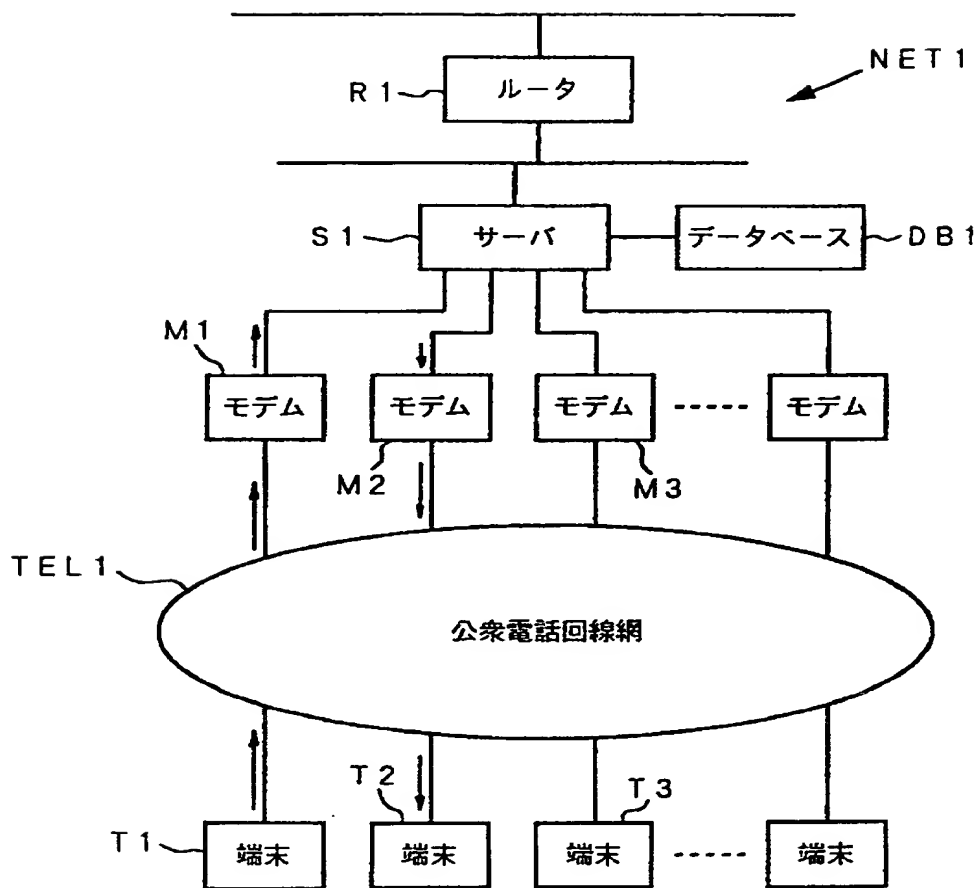 NET1
R1
ルータ
S1
サーバ
データベース
DB1
M1
モデム
モデム
モデム
モデム
M2
M3
TEL1
公衆電話回線網
T2
T3
T1
端末
端末
端末
端末